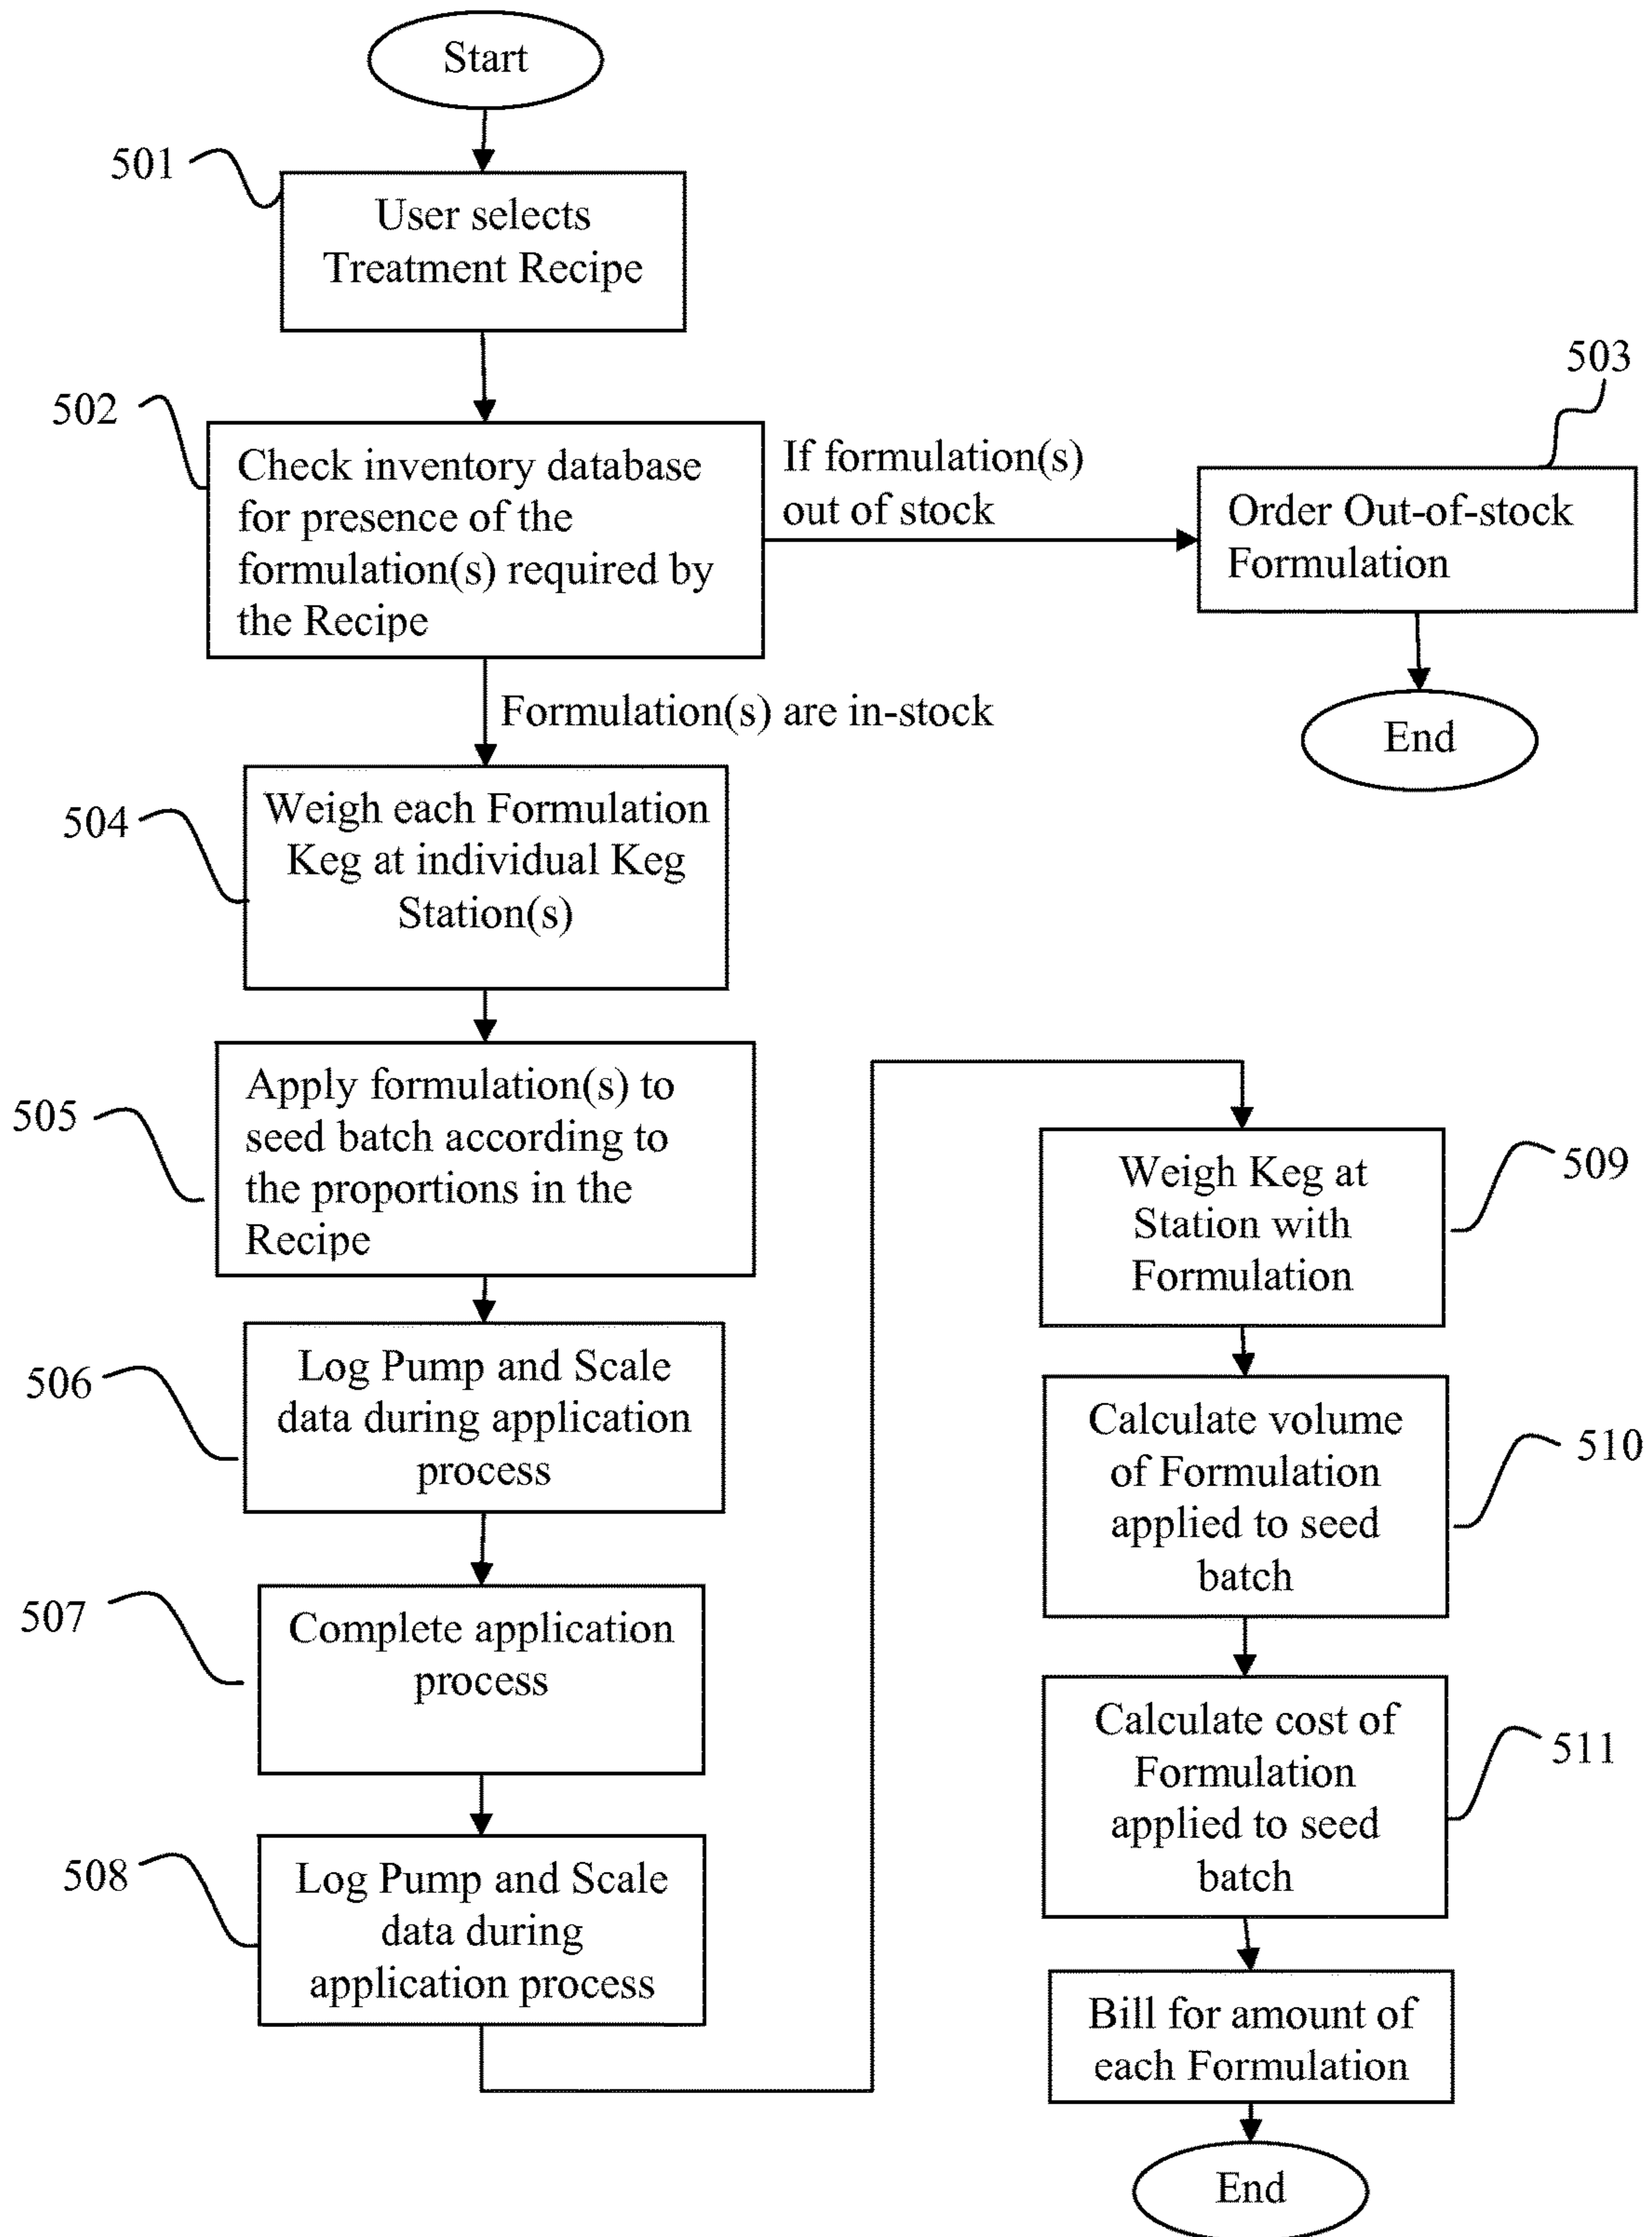 Start
501
User selects
Treatment Recipe
502
Check inventory database
for presence of the
formulation(s) required by
the Recipe
If formulation(s)
out of stock
503
Order Out-of-stock
Formulation
End
Formulation(s) are in-stock
504
Weigh each Formulation
Keg at individual Keg
Station(s)
505
Apply formulation(s) to
seed batch according to
the proportions in the
Recipe
506
Log Pump and Scale
data during application
process
507
Complete application
process
508
Log Pump and Scale
data during
application process
509
Weigh Keg at
Station with
Formulation
510
Calculate volume
of Formulation
applied to seed
batch
511
Calculate cost of
Formulation
applied to seed
batch
Bill for amount of
each Formulation
End